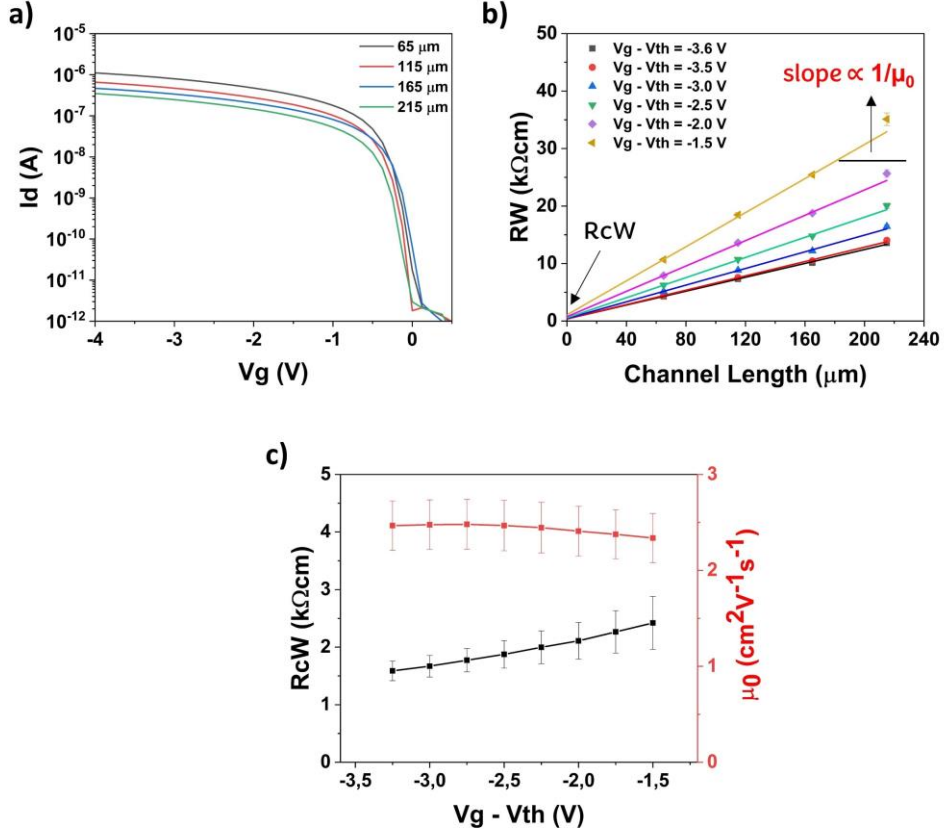 a)
Id (A)
10⁻⁵
10⁻⁶
10⁻⁷
10⁻⁸
10⁻⁹
10⁻¹⁰
10⁻¹¹
10⁻¹²
65 μm
115 μm
165 μm
215 μm
-4
-3
-2
-1
0
Vg (V)
b)
RW (kΩcm)
50
40
30
20
10
0
Vg - Vth = -3.6 V
Vg - Vth = -3.5 V
Vg - Vth = -3.0 V
Vg - Vth = -2.5 V
Vg - Vth = -2.0 V
Vg - Vth = -1.5 V
slope ∝ 1/μ₀
RcW
0
40
80
120
160
200
240
Channel Length (μm)
c)
RcW (kΩcm)
5
4
3
2
1
0
3
2
1
0
μ0 (cm²V⁻¹s⁻¹)
-3,5
-3,0
-2,5
-2,0
-1,5
Vg - Vth (V)